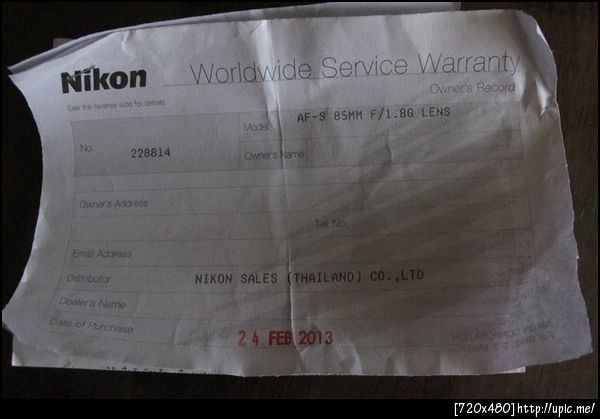 Nikon
Worldwide Service Warranty
Owner's Record
See the reverse side for details.
No. 228814
Model AF-S 85MM F/1.8G LENS
Owner's Name
Owner's Address
Tel. No.
Email Address
Distributor NIKON SALES (THAILAND) CO.,LTD
Dealer's Name
Date of Purchase 24 FEB 2013
[720x480]http://upic.me/